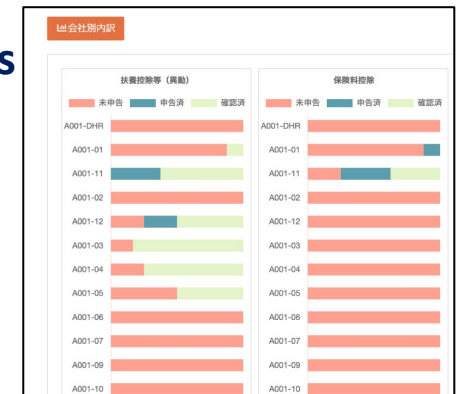 会社別内訳
s
扶養控除等（異動）
未申告 申告済 確認済
A001-DHR
A001-01
A001-11
A001-02
A001-12
A001-03
A001-04
A001-05
A001-06
A001-07
A001-09
A001-10
保険料控除
未申告 申告済 確認済
A001-DHR
A001-01
A001-11
A001-02
A001-12
A001-03
A001-04
A001-05
A001-06
A001-07
A001-09
A001-10